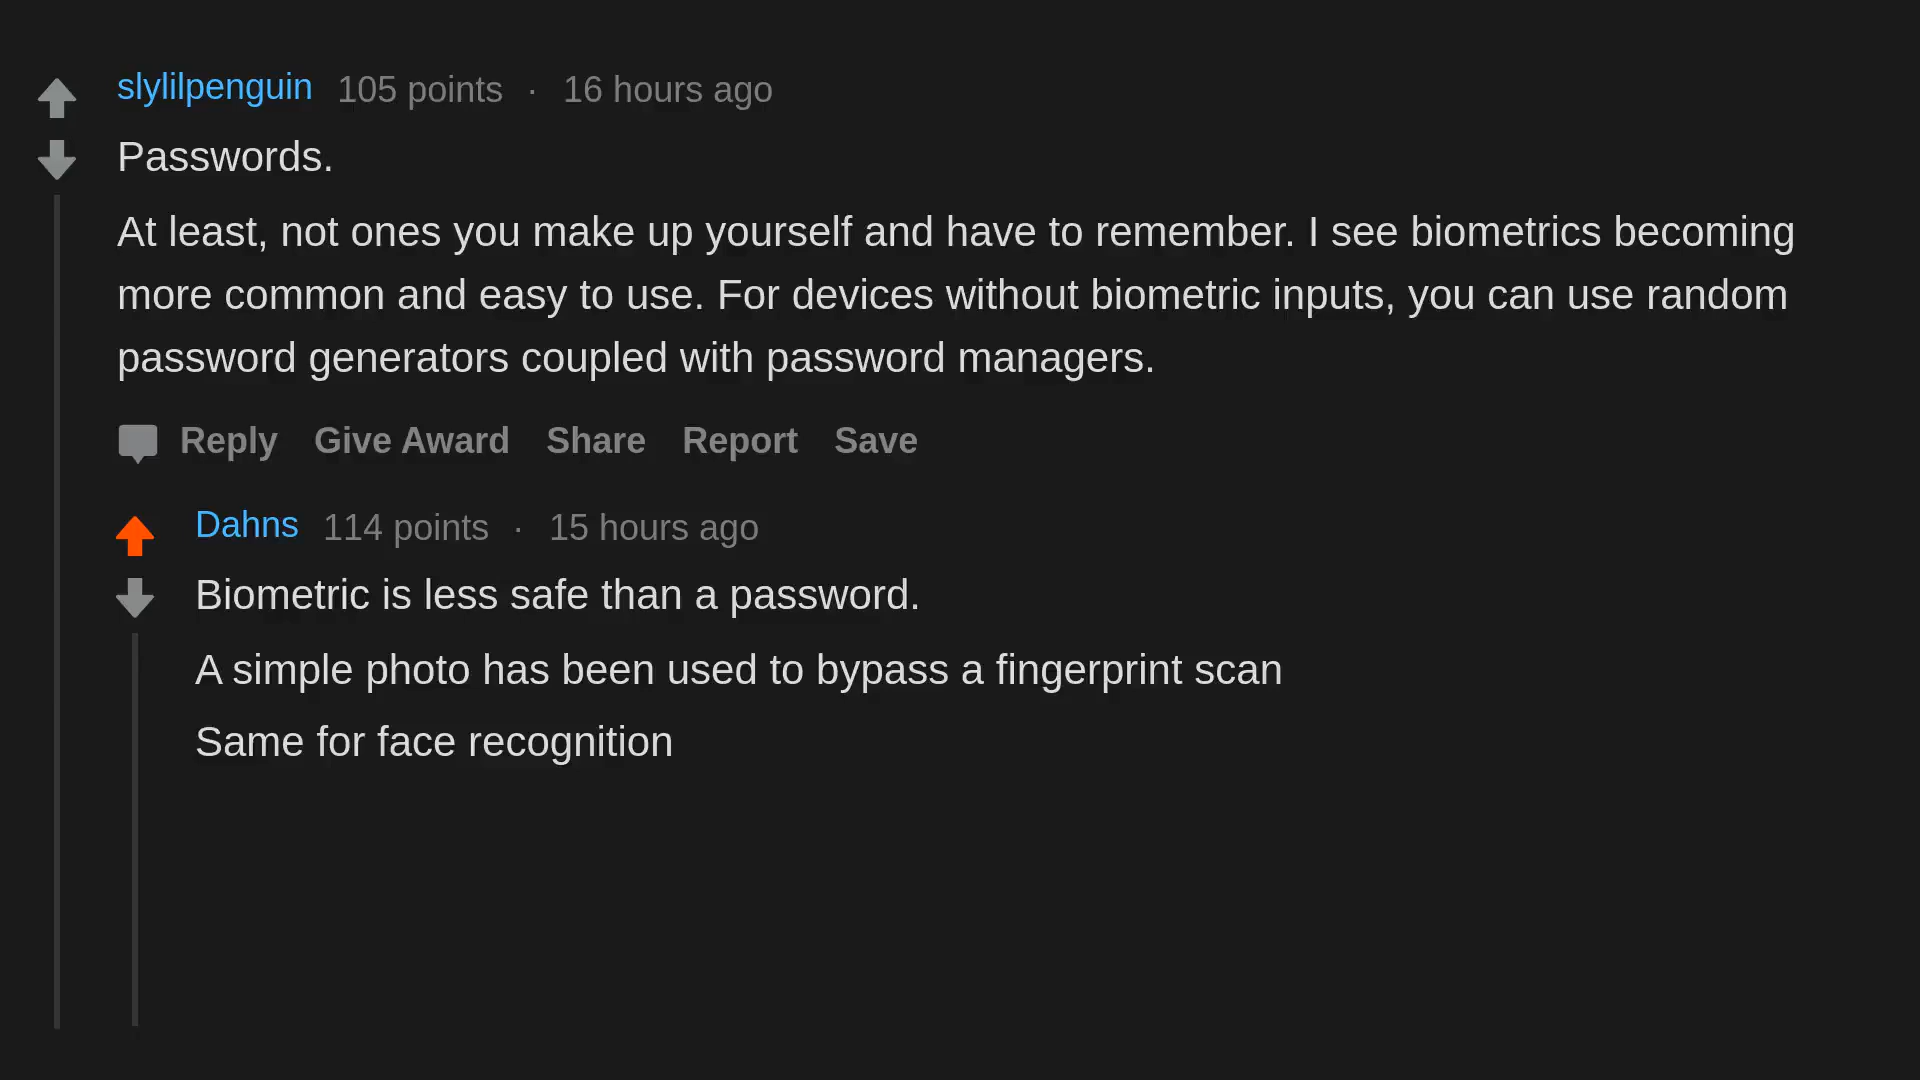 slylilpenguin 105 points · 16 hours ago
Passwords.
At least, not ones you make up yourself and have to remember. I see biometrics becoming
more common and easy to use. For devices without biometric inputs, you can use random
password generators coupled with password managers.
Reply Give Award Share Report Save
Dahns 114 points · 15 hours ago
Biometric is less safe than a password.
A simple photo has been used to bypass a fingerprint scan
Same for face recognition